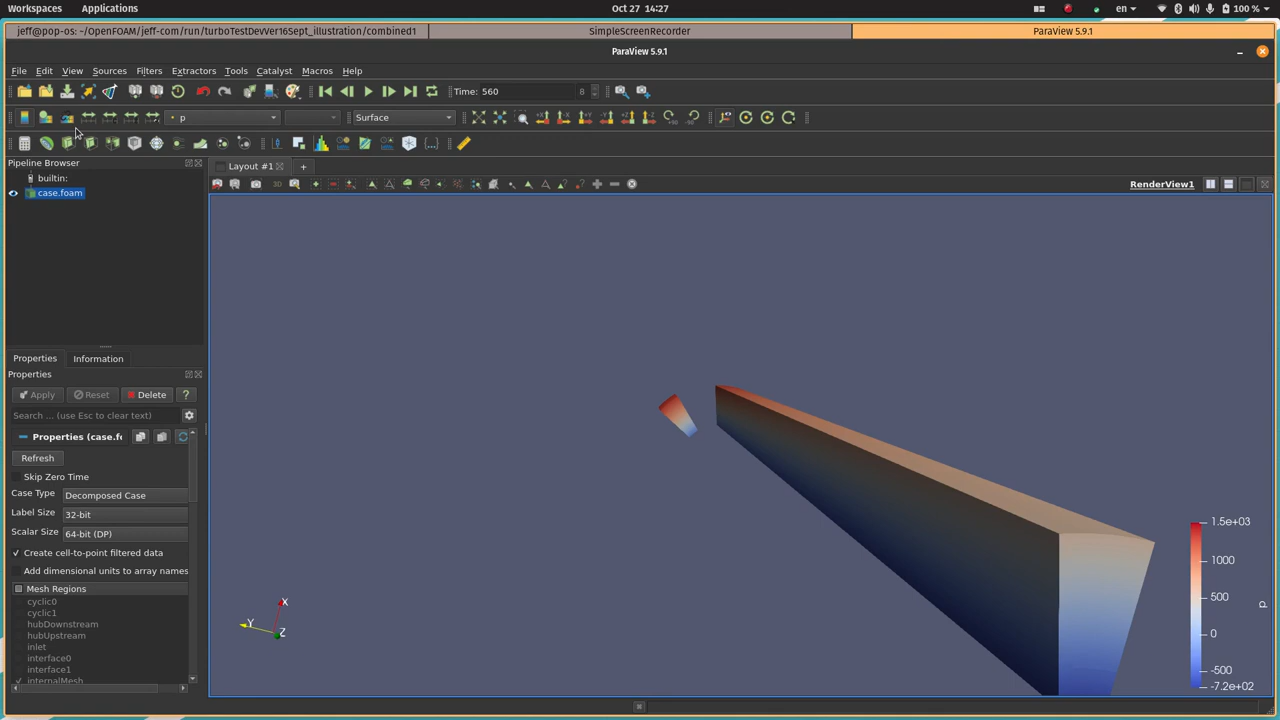 Workspaces Applications Oct 27 14:27 en 100 %
jeff@pop-os: ~/OpenFOAM/jeff-com/run/turboTestDevVer16Sept_illustration/combined1 SimpleScreenRecorder ParaView 5.9.1
ParaView 5.9.1
File Edit View Sources Filters Extractors Tools Catalyst Macros Help
Time: 560 8
p Surface
Pipeline Browser
Layout #1
builtin:
case.foam
RenderView1
Properties Information
Properties
Apply Reset Delete ?
Search ... (use Esc to clear text)
Properties (case.fo
Refresh
Skip Zero Time
Case Type Decomposed Case
Label Size 32-bit
Scalar Size 64-bit (DP)
Create cell-to-point filtered data
Add dimensional units to array names
Mesh Regions
cyclic0
cyclic1
hubDownstream
hubUpstream
inlet
interface0
interface1
internalMesh
X
Y
Z
1.5e+03
1000
500
0
-500
-7.2e+02
p